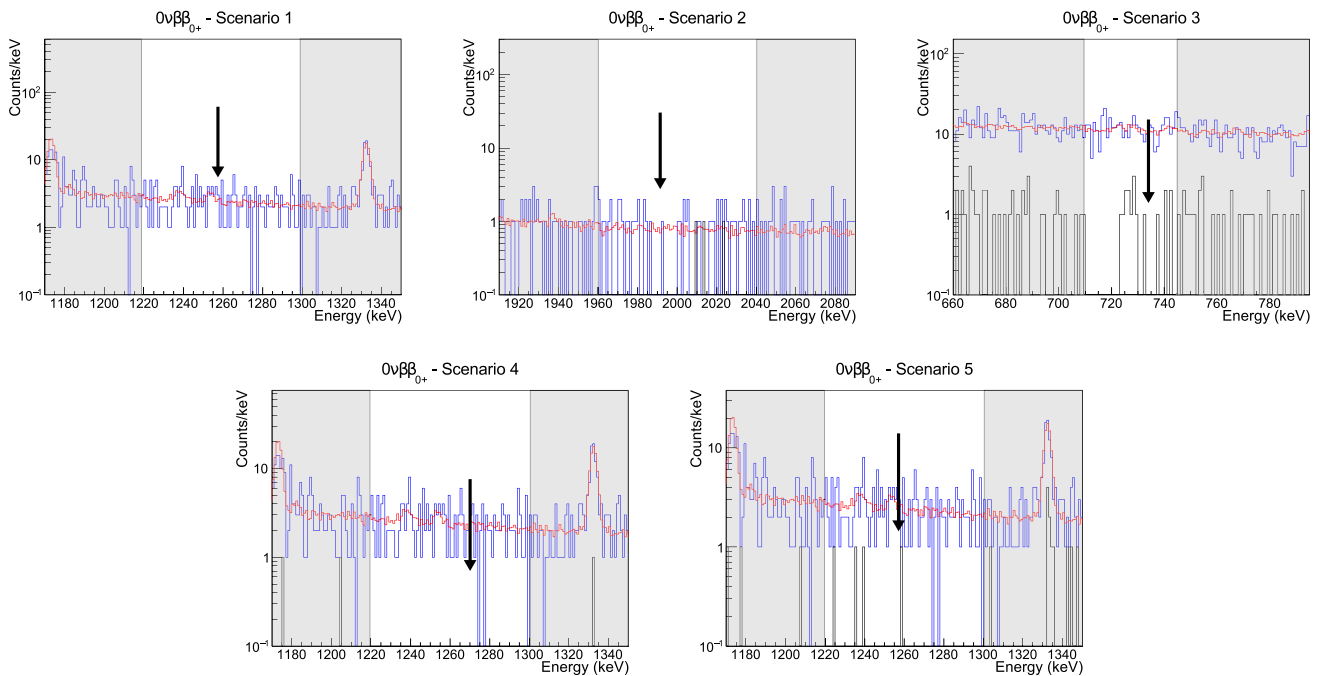 0νββ0+ - Scenario 1
Counts/keV
10²
10
1
10⁻¹
1180 1200 1220 1240 1260 1280 1300 1320 1340
Energy (keV)
0νββ0+ - Scenario 2
Counts/keV
10²
10
1
10⁻¹
1920 1940 1960 1980 2000 2020 2040 2060 2080
Energy (keV)
0νββ0+ - Scenario 3
Counts/keV
10²
10
1
10⁻¹
660 680 700 720 740 760 780
Energy (keV)
0νββ0+ - Scenario 4
Counts/keV
10
1
10⁻¹
1180 1200 1220 1240 1260 1280 1300 1320 1340
Energy (keV)
0νββ0+ - Scenario 5
Counts/keV
10
1
10⁻¹
1180 1200 1220 1240 1260 1280 1300 1320 1340
Energy (keV)